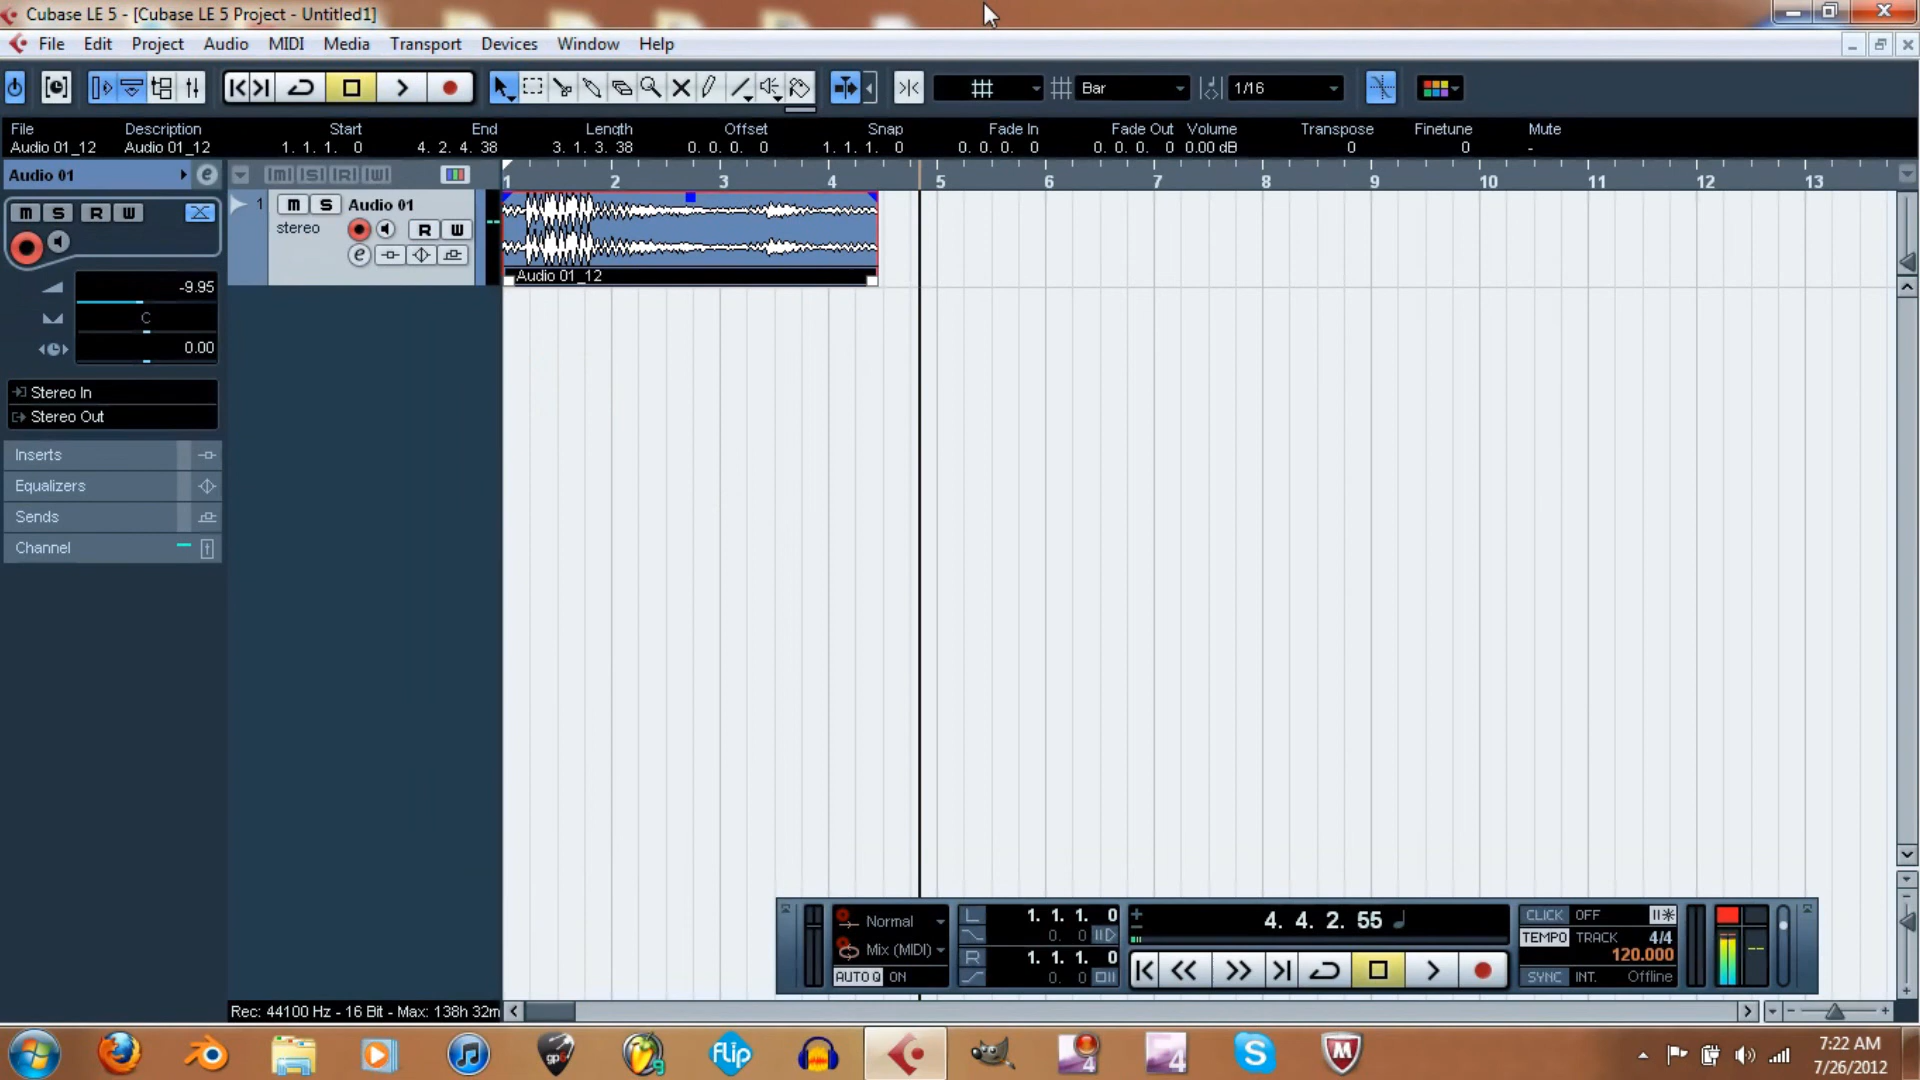 Cubase LE 5 - [Cubase LE 5 Project - Untitled1]
File Edit Project Audio MIDI Media Transport Devices Window Help
Bar 1/16
File Description Start End Length Offset Snap Fade In Fade Out Volume Transpose Finetune Mute
Audio 01_12 Audio 01_12 1. 1. 1. 0 4. 2. 4. 38 3. 1. 3. 38 0. 0. 0. 0 1. 1. 1. 0 0. 0. 0. 0 0. 0. 0. 0 0.00 dB 0 0 -
Audio 01 e [M] [S] [R] [W]
1 2 3 4 5 6 7 8 9 10 11 12 13
M S R W
1 M S Audio 01
stereo R W
e
Audio 01_12
-9.95
C
0.00
Stereo In
Stereo Out
Inserts
Equalizers
Sends
Channel
Normal
Mix (MIDI)
AUTO Q ON
L 1. 1. 1. 0
0. 0
R 1. 1. 1. 0
0. 0
4. 4. 2. 55
CLICK OFF
TEMPO TRACK 4/4
120.000
SYNC INT. Offline
Rec: 44100 Hz - 16 Bit - Max: 138h 32m
gp6
g
flip
4
4
S
M
7:22 AM
7/26/2012